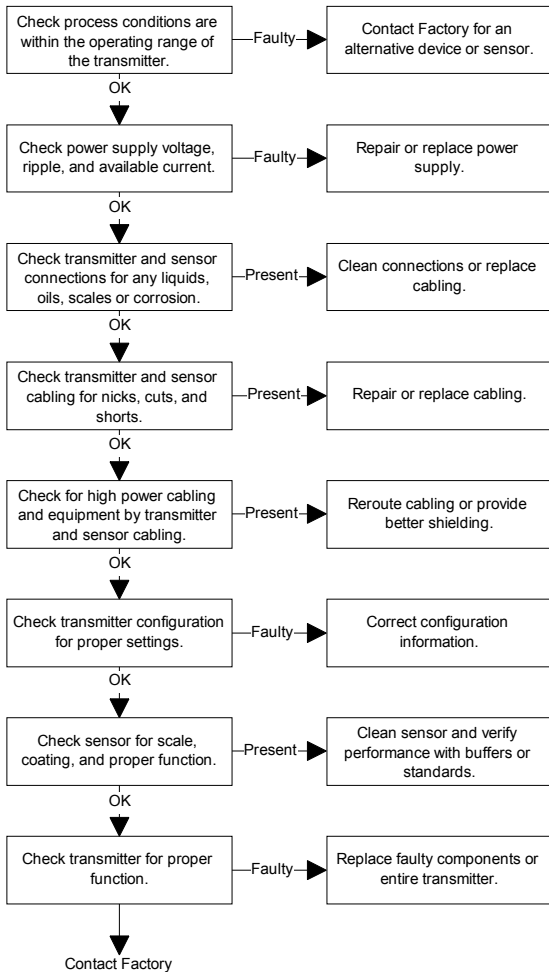 Check process conditions are
within the operating range of
the transmitter.
Faulty
Contact Factory for an
alternative device or sensor.
OK
Check power supply voltage,
ripple, and available current.
Faulty
Repair or replace power
supply.
OK
Check transmitter and sensor
connections for any liquids,
oils, scales or corrosion.
Present
Clean connections or replace
cabling.
OK
Check transmitter and sensor
cabling for nicks, cuts, and
shorts.
Present
Repair or replace cabling.
OK
Check for high power cabling
and equipment by transmitter
and sensor cabling.
Present
Reroute cabling or provide
better shielding.
OK
Check transmitter configuration
for proper settings.
Faulty
Correct configuration
information.
OK
Check sensor for scale,
coating, and proper function.
Present
Clean sensor and verify
performance with buffers or
standards.
OK
Check transmitter for proper
function.
Faulty
Replace faulty components or
entire transmitter.
Contact Factory